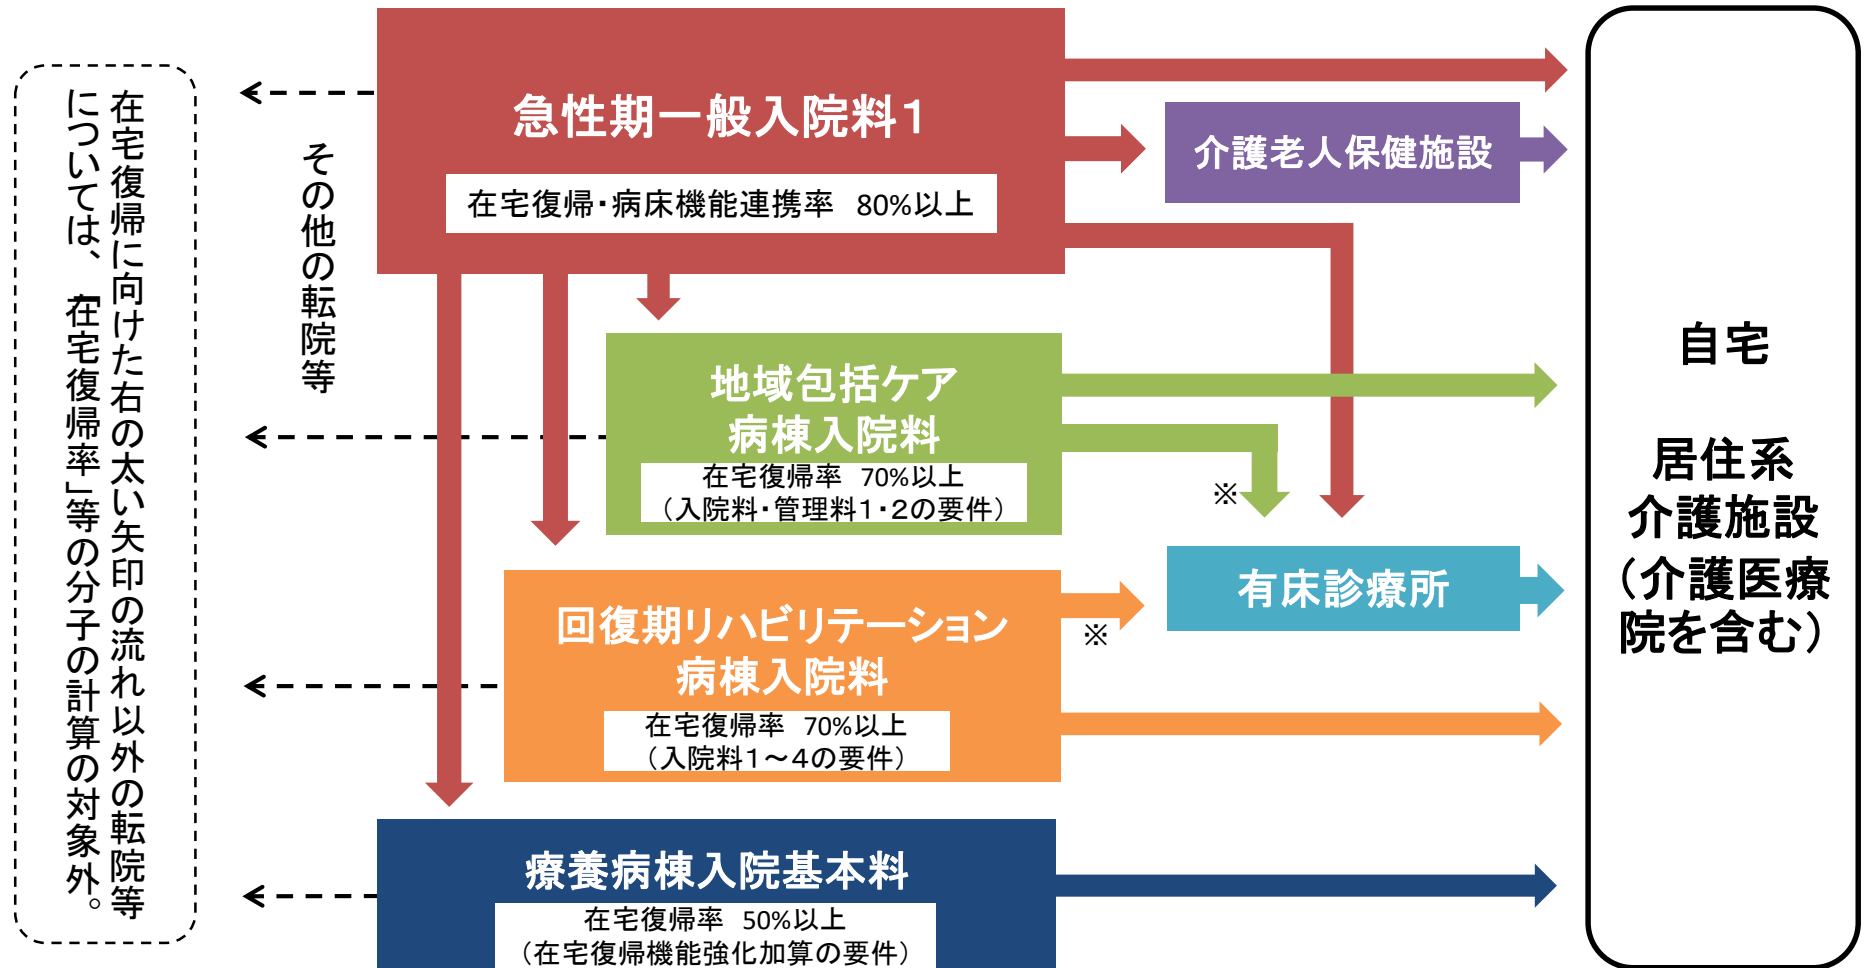 在宅復帰に向けた右の太い矢印の流れ以外の転院等
については、「在宅復帰率」等の分子の計算の対象外。
その他の転院等
急性期一般入院料1
在宅復帰・病床機能連携率 80%以上
介護老人保健施設
地域包括ケア
病棟入院料
在宅復帰率 70%以上
（入院料・管理料1・2の要件）
※
有床診療所
回復期リハビリテーション
病棟入院料
※
在宅復帰率 70%以上
（入院料1～4の要件）
療養病棟入院基本料
在宅復帰率 50%以上
（在宅復帰機能強化加算の要件）
自宅
居住系
介護施設
（介護医療
院を含む）